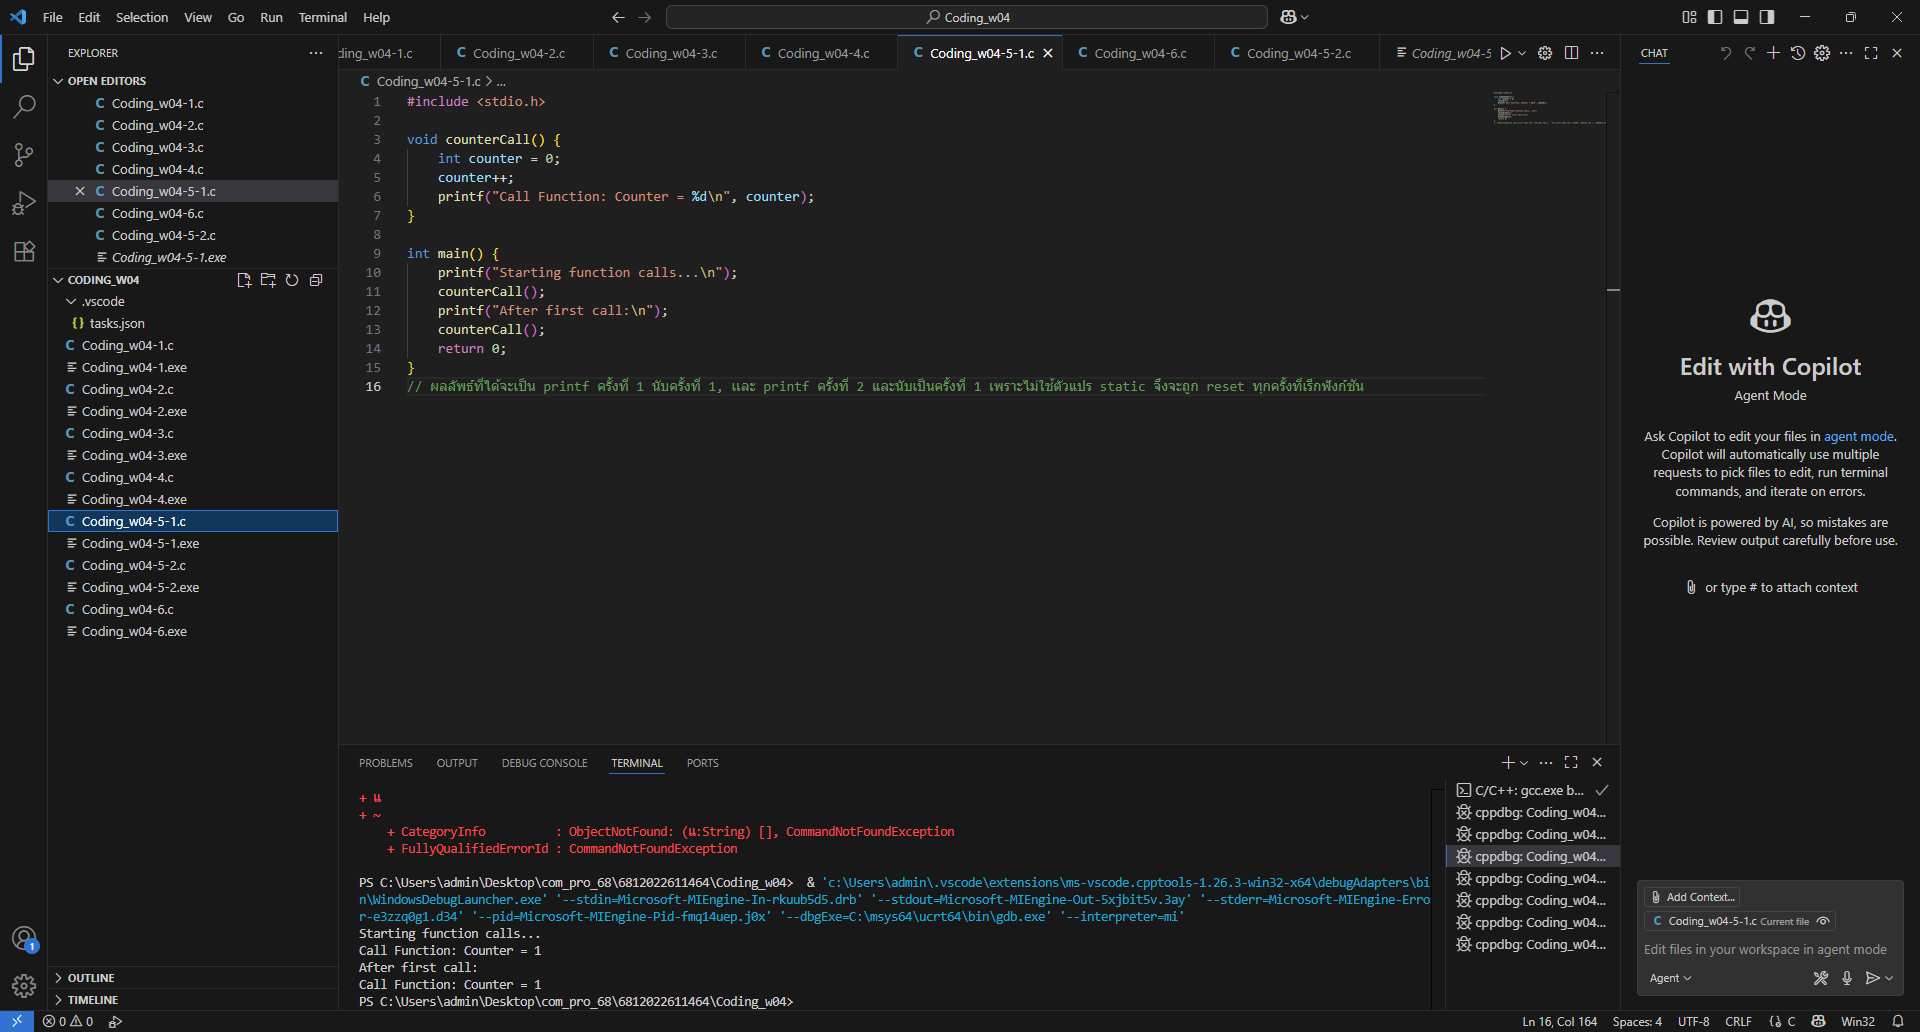 File Edit Selection View Go Run Terminal Help
Coding_w04
EXPLORER
OPEN EDITORS
Coding_w04-1.c
Coding_w04-2.c
Coding_w04-3.c
Coding_w04-4.c
Coding_w04-5-1.c
Coding_w04-6.c
Coding_w04-5-2.c
Coding_w04-5-1.exe
CODING_W04
.vscode
{} tasks.json
Coding_w04-1.c
Coding_w04-1.exe
Coding_w04-2.c
Coding_w04-2.exe
Coding_w04-3.c
Coding_w04-3.exe
Coding_w04-4.c
Coding_w04-4.exe
Coding_w04-5-1.c
Coding_w04-5-1.exe
Coding_w04-5-2.c
Coding_w04-5-2.exe
Coding_w04-6.c
Coding_w04-6.exe
OUTLINE
TIMELINE
ding_w04-1.c C Coding_w04-2.c C Coding_w04-3.c C Coding_w04-4.c C Coding_w04-5-1.c C Coding_w04-6.c C Coding_w04-5-2.c Coding_w04-5
C Coding_w04-5-1.c > ...
1 #include <stdio.h>
2
3 void counterCall() {
4 int counter = 0;
5 counter++;
6 printf("Call Function: Counter = %d\n", counter);
7 }
8
9 int main() {
10 printf("Starting function calls...\n");
11 counterCall();
12 printf("After first call:\n");
13 counterCall();
14 return 0;
15 }
16 // ผลลัพธ์ที่ได้จะเป็น printf ครั้งที่ 1 นับครั้งที่ 1, และ printf ครั้งที่ 2 และนับเป็นครั้งที่ 1 เพราะไม่ใช้ตัวแปร static จึงจะถูก reset ทุกครั้งที่เรีกฟังก์ชัน
PROBLEMS OUTPUT DEBUG CONSOLE TERMINAL PORTS
+ แ
+ ~
+ CategoryInfo : ObjectNotFound: (แ:String) [], CommandNotFoundException
+ FullyQualifiedErrorId : CommandNotFoundException
PS C:\Users\admin\Desktop\com_pro_68\6812022611464\Coding_w04> & 'c:\Users\admin\.vscode\extensions\ms-vscode.cpptools-1.26.3-win32-x64\debugAdapters\bi
n\WindowsDebugLauncher.exe' '--stdin=Microsoft-MIEngine-In-rkuub5d5.drb' '--stdout=Microsoft-MIEngine-Out-5xjbit5v.3ay' '--stderr=Microsoft-MIEngine-Erro
r-e3zzq0g1.d34' '--pid=Microsoft-MIEngine-Pid-fmq14uep.j0x' '--dbgExe=C:\msys64\ucrt64\bin\gdb.exe' '--interpreter=mi'
Starting function calls...
Call Function: Counter = 1
After first call:
Call Function: Counter = 1
PS C:\Users\admin\Desktop\com_pro_68\6812022611464\Coding_w04>
C/C++: gcc.exe b...
cppdbg: Coding_w04...
cppdbg: Coding_w04...
cppdbg: Coding_w04...
cppdbg: Coding_w04...
cppdbg: Coding_w04...
cppdbg: Coding_w04...
cppdbg: Coding_w04...
CHAT
Edit with Copilot
Agent Mode
Ask Copilot to edit your files in agent mode.
Copilot will automatically use multiple
requests to pick files to edit, run terminal
commands, and iterate on errors.
Copilot is powered by AI, so mistakes are
possible. Review output carefully before use.
or type # to attach context
Add Context...
C Coding_w04-5-1.c Current file
Edit files in your workspace in agent mode
Agent
1
0 0
Ln 16, Col 164 Spaces: 4 UTF-8 CRLF {} C Win32